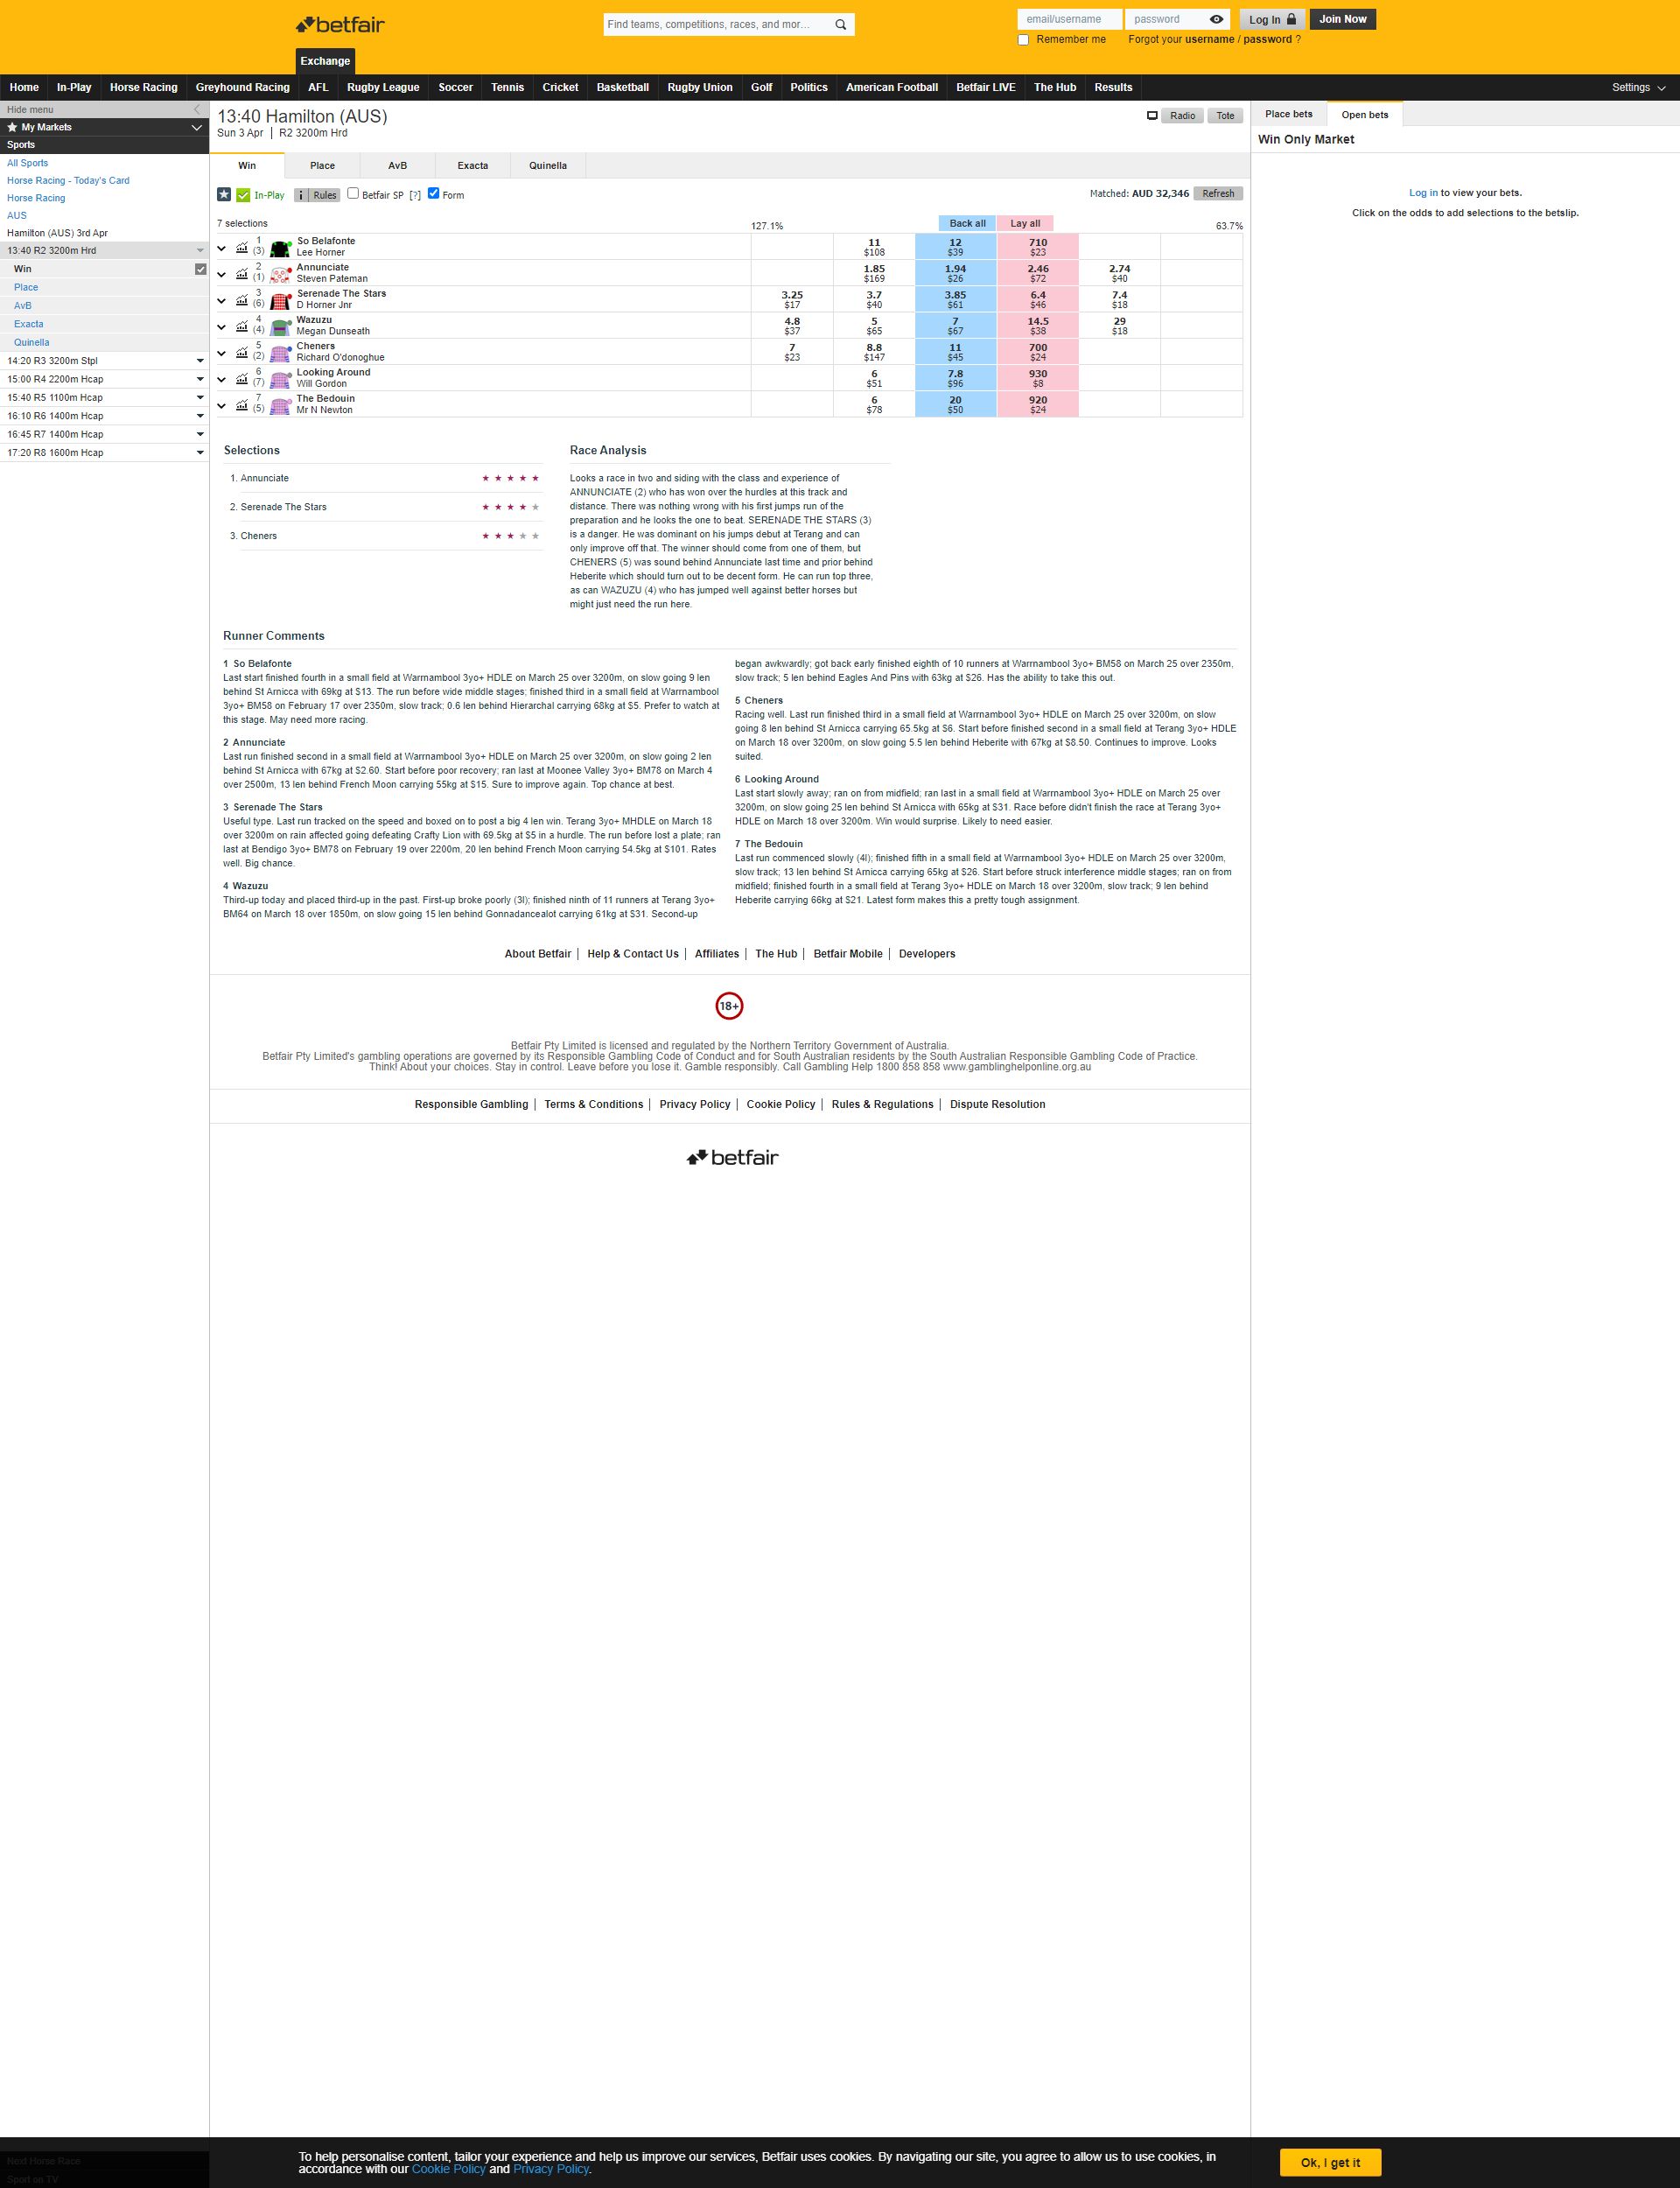 betfair
Find teams, competitions, races, and mor...
email/username
password
Log In
Join Now
Remember me
Forgot your username / password ?
Exchange
Home
In-Play
Horse Racing
Greyhound Racing
AFL
Rugby League
Soccer
Tennis
Cricket
Basketball
Rugby Union
Golf
Politics
American Football
Betfair LIVE
The Hub
Results
Settings
Hide menu
My Markets
Sports
All Sports
Horse Racing - Today's Card
Horse Racing
AUS
Hamilton (AUS) 3rd Apr
13:40 R2 3200m Hrd
Win
Place
AvB
Exacta
Quinella
14:20 R3 3200m Stpl
15:00 R4 2200m Hcap
15:40 R5 1100m Hcap
16:10 R6 1400m Hcap
16:45 R7 1400m Hcap
17:20 R8 1600m Hcap
13:40 Hamilton (AUS)
Sun 3 Apr | R2 3200m Hrd
Radio
Tote
Win
Place
AvB
Exacta
Quinella
In-Play
i Rules
Betfair SP [?]
Form
Matched: AUD 32,346
Refresh
7 selections
127.1%
Back all
Lay all
63.7%
1 So Belafonte 11 12 710
(3) Lee Horner $108 $39 $23
2 Annunciate 1.85 1.94 2.46 2.74
(1) Steven Pateman $169 $26 $72 $40
3 Serenade The Stars 3.25 3.7 3.85 6.4 7.4
(6) D Horner Jnr $17 $40 $61 $46 $18
4 Wazuzu 4.8 5 7 14.5 29
(4) Megan Dunseath $37 $65 $67 $38 $18
5 Cheners 7 8.8 11 700
(2) Richard O'donoghue $23 $147 $45 $24
6 Looking Around 6 7.8 930
(7) Will Gordon $51 $96 $8
7 The Bedouin 6 20 920
(5) Mr N Newton $78 $50 $24
Selections
1. Annunciate
2. Serenade The Stars
3. Cheners
Race Analysis
Looks a race in two and siding with the class and experience of
ANNUNCIATE (2) who has won over the hurdles at this track and
distance. There was nothing wrong with his first jumps run of the
preparation and he looks the one to beat. SERENADE THE STARS (3)
is a danger. He was dominant on his jumps debut at Terang and can
only improve off that. The winner should come from one of them, but
CHENERS (5) was sound behind Annunciate last time and prior behind
Heberite which should turn out to be decent form. He can run top three,
as can WAZUZU (4) who has jumped well against better horses but
might just need the run here.
Runner Comments
1 So Belafonte
Last start finished fourth in a small field at Warrnambool 3yo+ HDLE on March 25 over 3200m, on slow going 9 len
behind St Arnicca with 69kg at $13. The run before wide middle stages; finished third in a small field at Warrnambool
3yo+ BM58 on February 17 over 2350m, slow track; 0.6 len behind Hierarchal carrying 68kg at $5. Prefer to watch at
this stage. May need more racing.
2 Annunciate
Last run finished second in a small field at Warrnambool 3yo+ HDLE on March 25 over 3200m, on slow going 2 len
behind St Arnicca with 67kg at $2.60. Start before poor recovery; ran last at Moonee Valley 3yo+ BM78 on March 4
over 2500m, 13 len behind French Moon carrying 55kg at $15. Sure to improve again. Top chance at best.
3 Serenade The Stars
Useful type. Last run tracked on the speed and boxed on to post a big 4 len win. Terang 3yo+ MHDLE on March 18
over 3200m on rain affected going defeating Crafty Lion with 69.5kg at $5 in a hurdle. The run before lost a plate; ran
last at Bendigo 3yo+ BM78 on February 19 over 2200m, 20 len behind French Moon carrying 54.5kg at $101. Rates
well. Big chance.
4 Wazuzu
Third-up today and placed third-up in the past. First-up broke poorly (3l); finished ninth of 11 runners at Terang 3yo+
BM64 on March 18 over 1850m, on slow going 15 len behind Gonnadancealot carrying 61kg at $31. Second-up
began awkwardly; got back early finished eighth of 10 runners at Warrnambool 3yo+ BM58 on March 25 over 2350m,
slow track; 5 len behind Eagles And Pins with 63kg at $26. Has the ability to take this out.
5 Cheners
Racing well. Last run finished third in a small field at Warrnambool 3yo+ HDLE on March 25 over 3200m, on slow
going 8 len behind St Arnicca carrying 65.5kg at $6. Start before finished second in a small field at Terang 3yo+ HDLE
on March 18 over 3200m, on slow going 5.5 len behind Heberite with 67kg at $8.50. Continues to improve. Looks
suited.
6 Looking Around
Last start slowly away; ran on from midfield; ran last in a small field at Warrnambool 3yo+ HDLE on March 25 over
3200m, on slow going 25 len behind St Arnicca with 65kg at $31. Race before didn't finish the race at Terang 3yo+
HDLE on March 18 over 3200m. Win would surprise. Likely to need easier.
7 The Bedouin
Last run commenced slowly (4l); finished fifth in a small field at Warrnambool 3yo+ HDLE on March 25 over 3200m,
slow track; 13 len behind St Arnicca carrying 65kg at $26. Start before struck interference middle stages; ran on from
midfield; finished fourth in a small field at Terang 3yo+ HDLE on March 18 over 3200m, slow track; 9 len behind
Heberite carrying 66kg at $21. Latest form makes this a pretty tough assignment.
Place bets
Open bets
Win Only Market
Log in to view your bets.
Click on the odds to add selections to the betslip.
About Betfair | Help & Contact Us | Affiliates | The Hub | Betfair Mobile | Developers
18+
Betfair Pty Limited is licensed and regulated by the Northern Territory Government of Australia.
Betfair Pty Limited's gambling operations are governed by its Responsible Gambling Code of Conduct and for South Australian residents by the South Australian Responsible Gambling Code of Practice.
Think! About your choices. Stay in control. Leave before you lose it. Gamble responsibly. Call Gambling Help 1800 858 858 www.gamblinghelponline.org.au
Responsible Gambling | Terms & Conditions | Privacy Policy | Cookie Policy | Rules & Regulations | Dispute Resolution
betfair
Next Horse Race
Sport on TV
To help personalise content, tailor your experience and help us improve our services, Betfair uses cookies. By navigating our site, you agree to allow us to use cookies, in
accordance with our Cookie Policy and Privacy Policy.
Ok, I get it